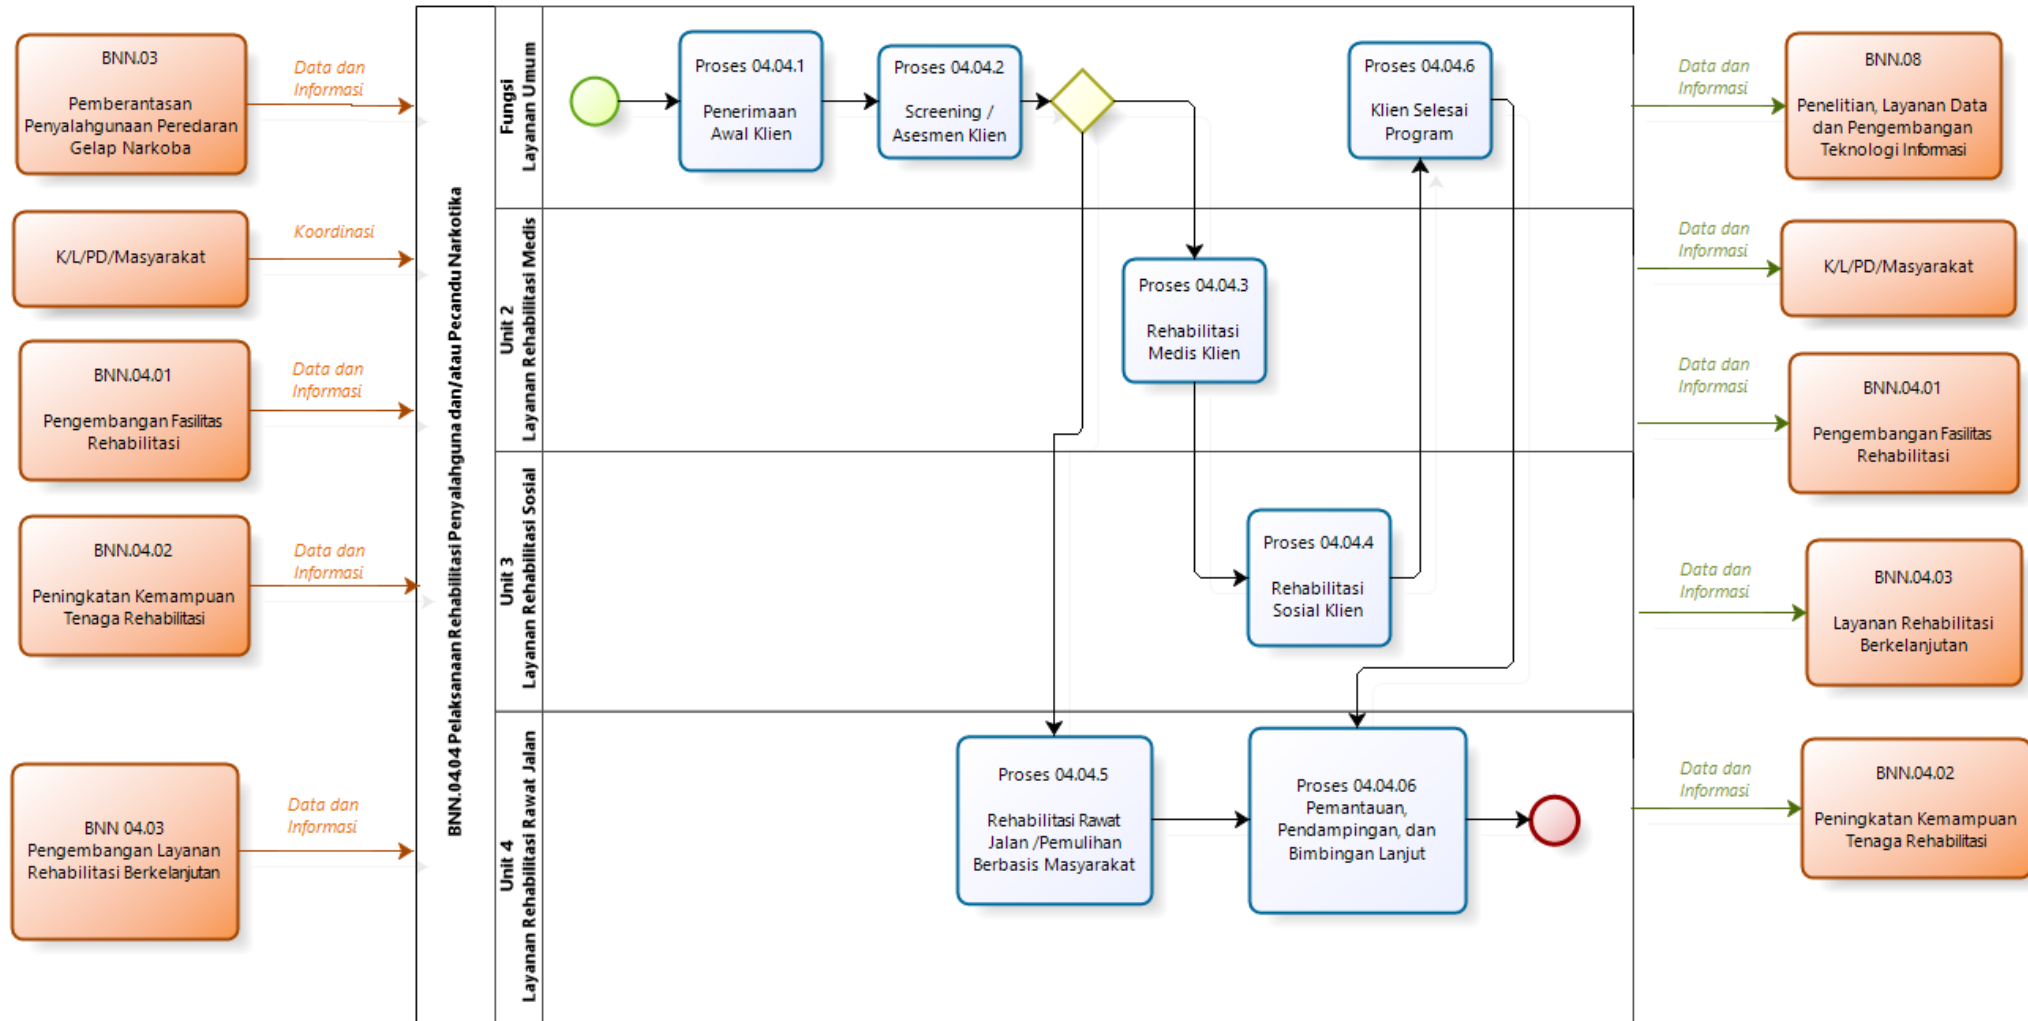 BNN.03
Pemberantasan
Penyalahgunaan Peredaran
Gelap Narkoba
Data dan
Informasi
K/L/PD/Masyarakat
Koordinasi
BNN.04.01
Pengembangan Fasilitas
Rehabilitasi
Data dan
Informasi
BNN.04.02
Peningkatan Kemampuan
Tenaga Rehabilitasi
Data dan
Informasi
BNN 04.03
Pengembangan Layanan
Rehabilitasi Berkelanjutan
Data dan
Informasi
BNN.04.04 Pelaksanaan Rehabilitasi Penyalahguna dan/atau Pecandu Narkotika
Fungsi
Layanan Umum
Proses 04.04.1
Penerimaan
Awal Klien
Proses 04.04.2
Screening /
Asesmen Klien
Proses 04.04.6
Klien Selesai
Program
Unit 2
Layanan Rehabilitasi Medis
Proses 04.04.3
Rehabilitasi
Medis Klien
Unit 3
Layanan Rehabilitasi Sosial
Proses 04.04.4
Rehabilitasi
Sosial Klien
Unit 4
Layanan Rehabilitasi Rawat Jalan
Proses 04.04.5
Rehabilitasi Rawat
Jalan /Pemulihan
Berbasis Masyarakat
Proses 04.04.06
Pemantauan,
Pendampingan, dan
Bimbingan Lanjut
Data dan
Informasi
BNN.08
Penelitian, Layanan Data
dan Pengembangan
Teknologi Informasi
Data dan
Informasi
K/L/PD/Masyarakat
Data dan
Informasi
BNN.04.01
Pengembangan Fasilitas
Rehabilitasi
Data dan
Informasi
BNN.04.03
Layanan Rehabilitasi
Berkelanjutan
Data dan
Informasi
BNN.04.02
Peningkatan Kemampuan
Tenaga Rehabilitasi